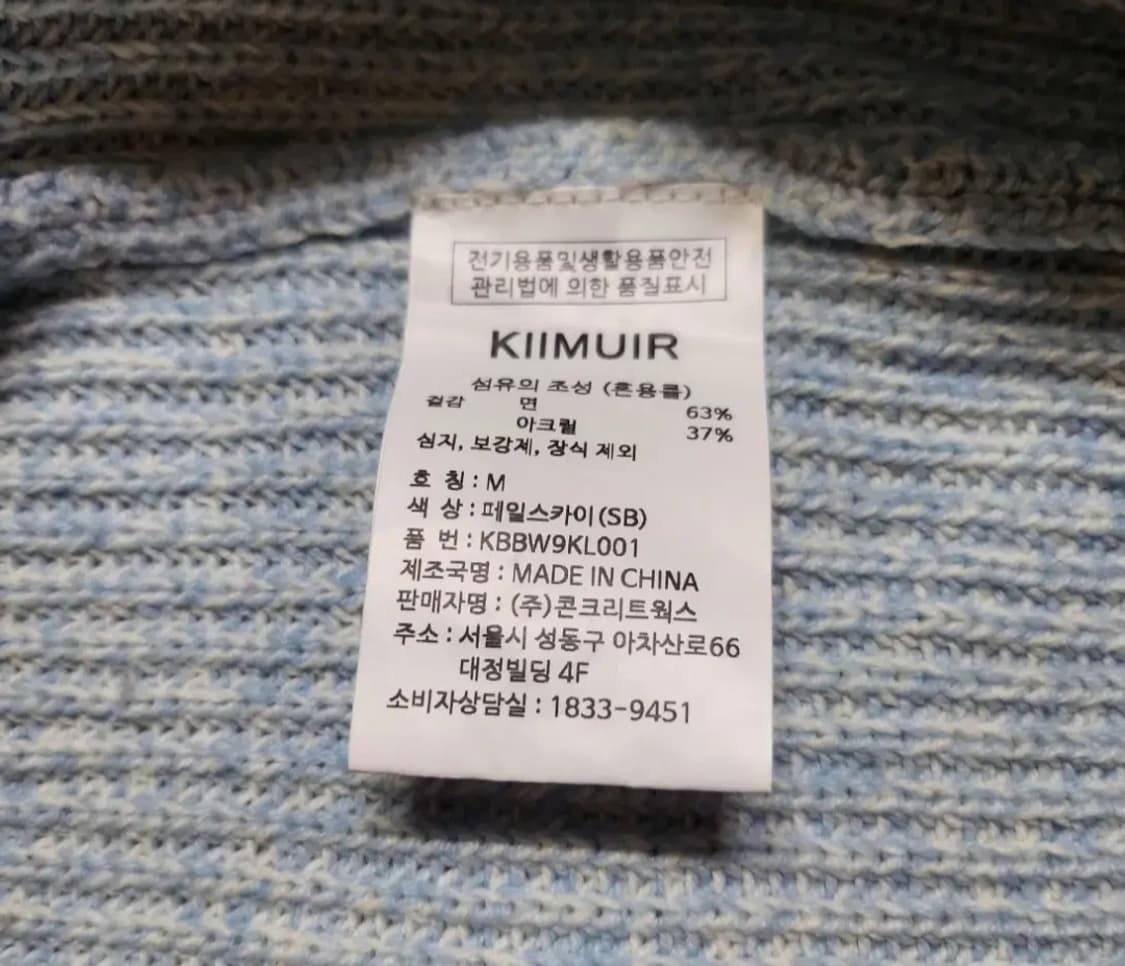 전기용품및생활용품안전
관리법에 의한 품질표시
KIIMUIR
섬유의 조성 (혼용률)
겉감 면 63%
아크릴 37%
심지, 보강제, 장식 제외
호 칭 : M
색 상 : 페일스카이(SB)
품 번 : KBBW9KL001
제조국명 : MADE IN CHINA
판매자명 : (주)콘크리트웍스
주소 : 서울시 성동구 아차산로66
대정빌딩 4F
소비자상담실 : 1833-9451